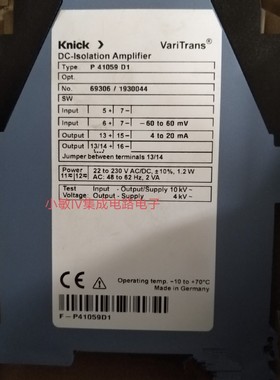 Knick > VariTrans®
DC-Isolation Amplifier
Type. P 41059 D1
Opt.
No. 69306 / 1930044
SW
Input 5 + 7 −
Input 6 + 7 − −60 to 60 mV
Output 13 + 15 − 4 to 20 mA
Output 13/14 + 16 −
Jumper between terminals 13/14
Power 22 to 230 V AC/DC, ±10%, 1.2 W
11≂ 12≂ AC: 48 to 62 Hz, 2 VA
Test Input - Output/Supply 10 kV~
Voltage Output - Supply 4 kV~
小敏IV集成电路电子
CE
Operating temp. −10 to +70°C
Made in Germany
F-P41059D1